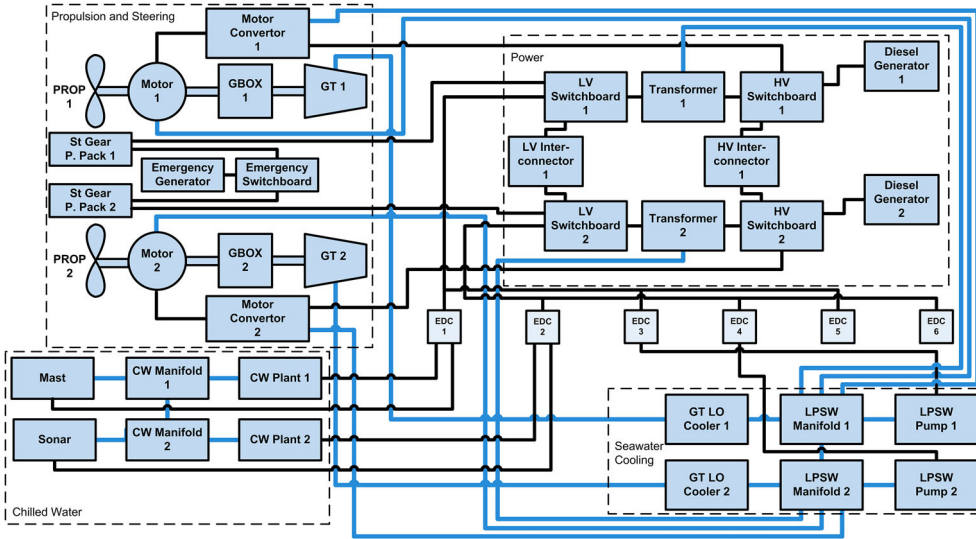 Propulsion and Steering
Motor
Convertor
1
PROP
1
Motor
1
GBOX
1
GT 1
St Gear
P. Pack 1
Emergency
Generator
Emergency
Switchboard
St Gear
P. Pack 2
PROP
2
Motor
2
GBOX
2
GT 2
Motor
Convertor
2
Power
LV
Switchboard
1
Transformer
1
HV
Switchboard
1
Diesel
Generator
1
LV Inter-
connector
1
HV Inter-
connector
1
LV
Switchboard
2
Transformer
2
HV
Switchboard
2
Diesel
Generator
2
EDC
1
EDC
2
EDC
3
EDC
4
EDC
5
EDC
6
Mast
CW Manifold
1
CW Plant 1
Sonar
CW Manifold
2
CW Plant 2
Chilled Water
GT LO
Cooler 1
LPSW
Manifold 1
LPSW
Pump 1
Seawater
Cooling
GT LO
Cooler 2
LPSW
Manifold 2
LPSW
Pump 2